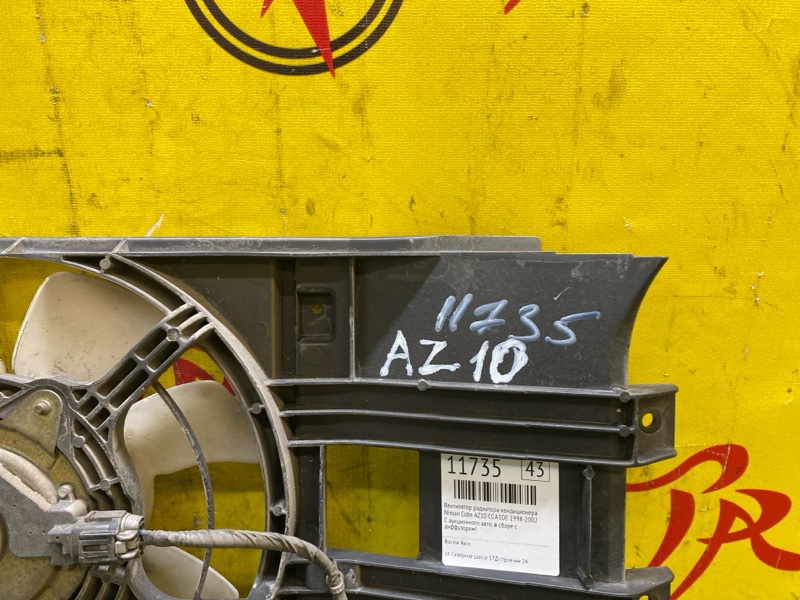 11735
AZ10
11735 43
Вентилятор радиатора кондиционера
Nissan Cube AZ10 CGA3DE 1998-2002
С аукционного авто, в сборе с
диффузором!
Восток Авто
ул. Северное шоссе 17Д строение 24